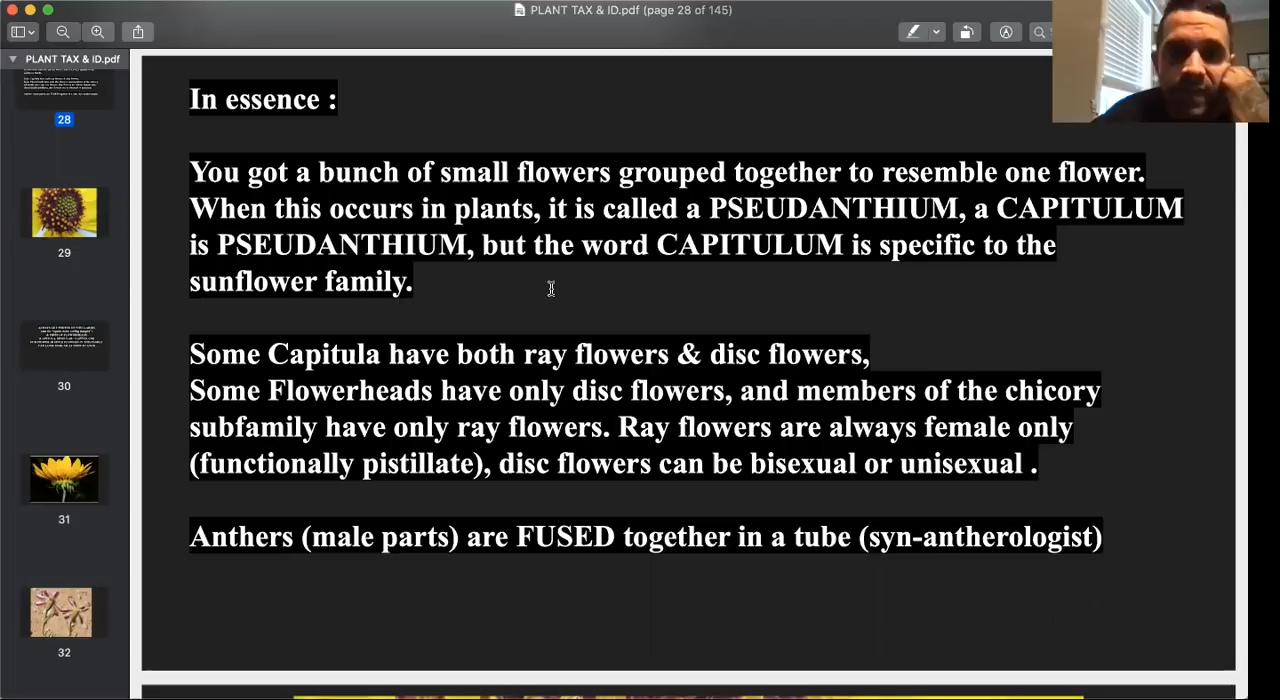 PLANT TAX & ID.pdf (page 28 of 145)
PLANT TAX & ID.pdf
28
29
30
31
32
In essence :
You got a bunch of small flowers grouped together to resemble one flower.
When this occurs in plants, it is called a PSEUDANTHIUM, a CAPITULUM
is PSEUDANTHIUM, but the word CAPITULUM is specific to the
sunflower family.
Some Capitula have both ray flowers & disc flowers,
Some Flowerheads have only disc flowers, and members of the chicory
subfamily have only ray flowers. Ray flowers are always female only
(functionally pistillate), disc flowers can be bisexual or unisexual .
Anthers (male parts) are FUSED together in a tube (syn-antherologist)